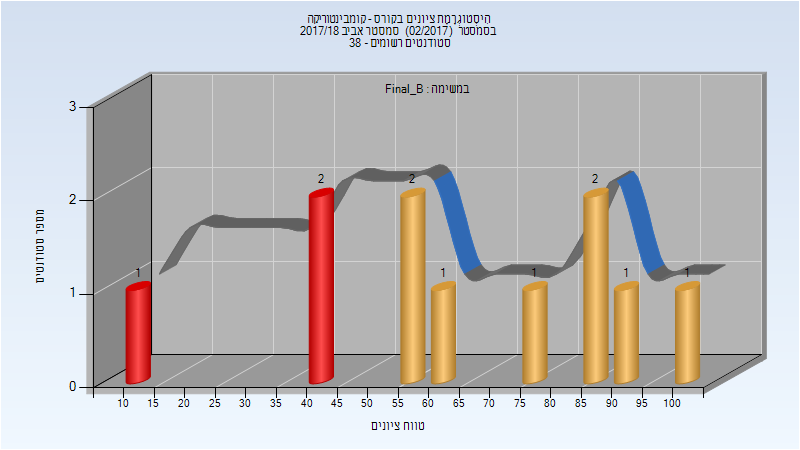 היסטוגרמת ציונים בקורס - קומבינטוריקה
בסמסטר (02/2017) סמסטר אביב 2017/18
סטודנטים רשומים - 38
במשימה : Final_B
מספר סטודנטים
3
2
1
0
1
2
2
1
1
2
1
1
10 15 20 25 30 35 40 45 50 55 60 65 70 75 80 85 90 95 100
טווח ציונים